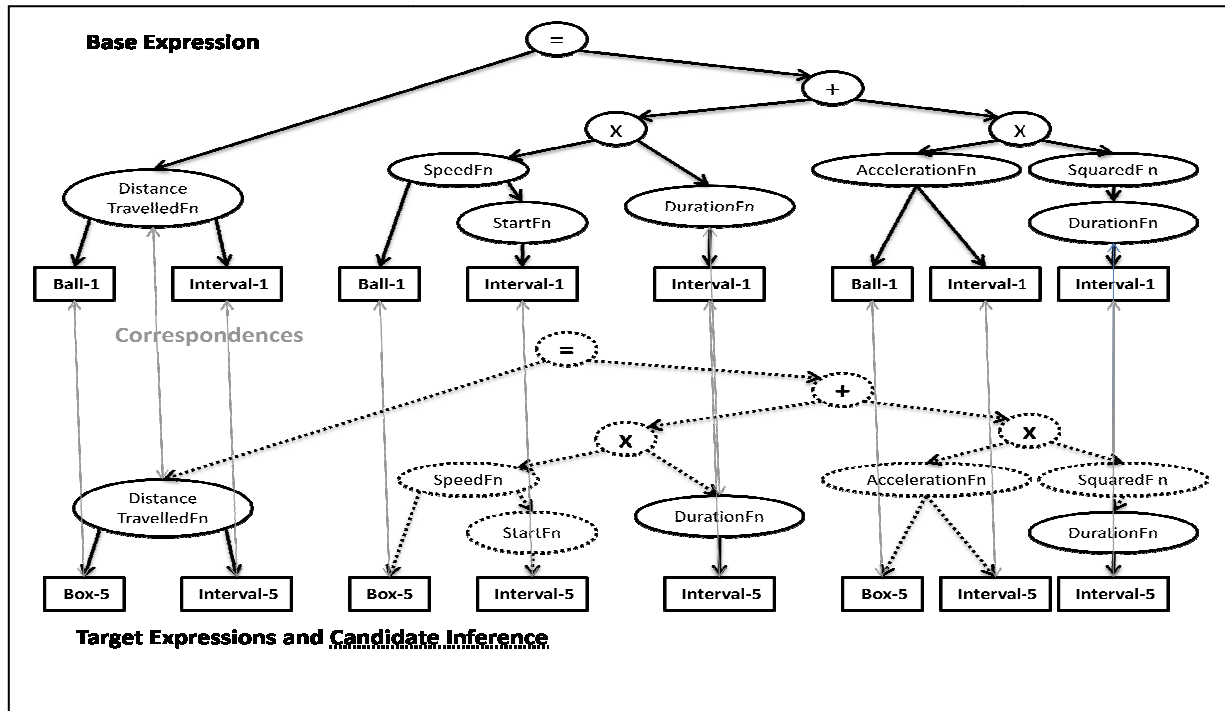 Base Expression
=
+
X
X
SpeedFn
AccelerationFn
SquaredFn
Distance
TravelledFn
DurationFn
StartFn
DurationFn
Ball-1
Interval-1
Ball-1
Interval-1
Interval-1
Ball-1
Interval-1
Interval-1
Correspondences
=
+
X
X
SpeedFn
AccelerationFn
SquaredFn
Distance
TravelledFn
DurationFn
StartFn
DurationFn
Box-5
Interval-5
Box-5
Interval-5
Interval-5
Box-5
Interval-5
Interval-5
Target Expressions and Candidate Inference